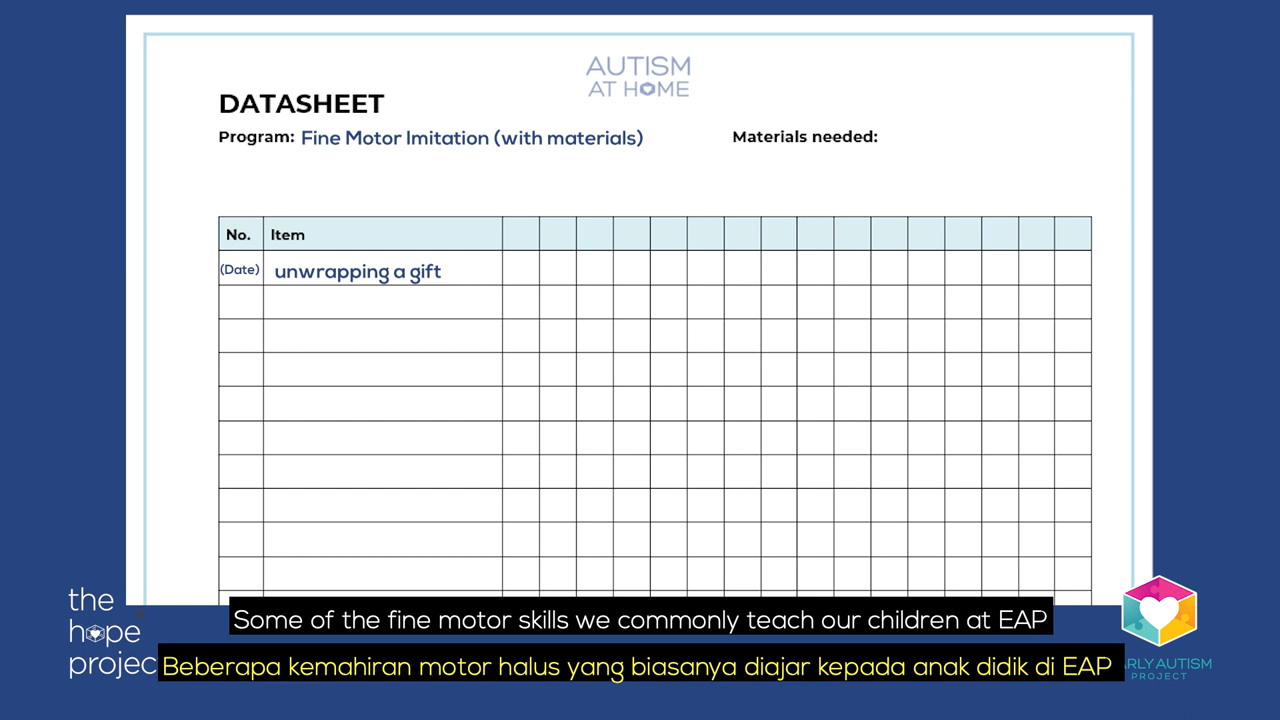 AUTISM
AT HOME
DATASHEET
Program: Fine Motor Imitation (with materials)
Materials needed:
No. Item
(Date) unwrapping a gift
the
hope
projec
Some of the fine motor skills we commonly teach our children at EAP
Beberapa kemahiran motor halus yang biasanya diajar kepada anak didik di EAP
ARLY AUTISM
PROJECT